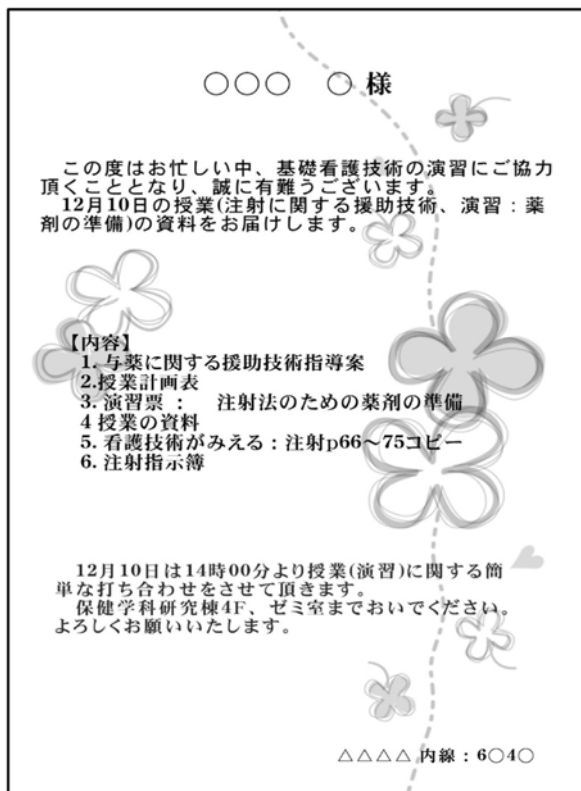 ○○○　○ 様
この度はお忙しい中、基礎看護技術の演習にご協力
頂くこととなり、誠に有難うございます。
12月10日の授業(注射に関する援助技術、演習：薬
剤の準備)の資料をお届けします。
【内容】
1. 与薬に関する援助技術指導案
2.授業計画表
3. 演習票：　注射法のための薬剤の準備
4 授業の資料
5. 看護技術がみえる：注射p66～75コピー
6. 注射指示簿
12月10日は14時00分より授業(演習)に関する簡
単な打ち合わせをさせて頂きます。
保健学科研究棟4F、ゼミ室までおいでください。
よろしくお願いいたします。
△△△△ 内線：6○4○